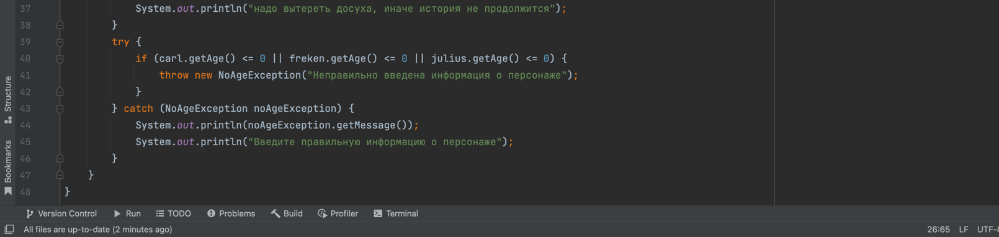 37 System.out.println("надо вытереть досуха, иначе история не продолжится");
38 }
39 try {
40 if (carl.getAge() <= 0 || freken.getAge() <= 0 || julius.getAge() <= 0) {
41 throw new NoAgeException("Неправильно введена информация о персонаже");
42 }
43 } catch (NoAgeException noAgeException) {
44 System.out.println(noAgeException.getMessage());
45 System.out.println("Введите правильную информацию о персонаже");
46 }
47 }
48 }
Structure
Bookmarks
Version Control Run TODO Problems Build Profiler Terminal
All files are up-to-date (2 minutes ago) 26:65 LF UTF-8